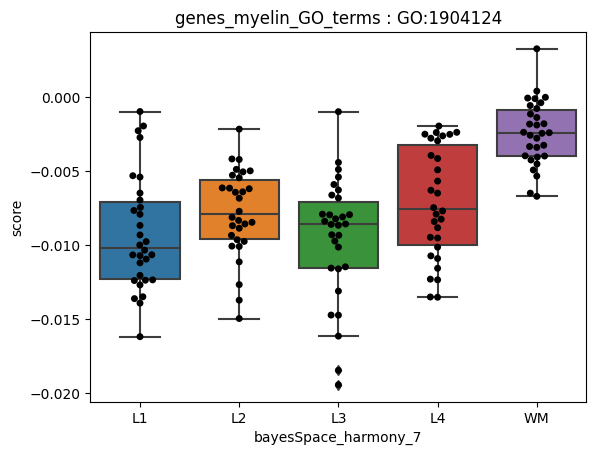 genes_myelin_GO_terms : GO:1904124
0.000
−0.005
−0.010
−0.015
−0.020
score
L1 L2 L3 L4 WM
bayesSpace_harmony_7